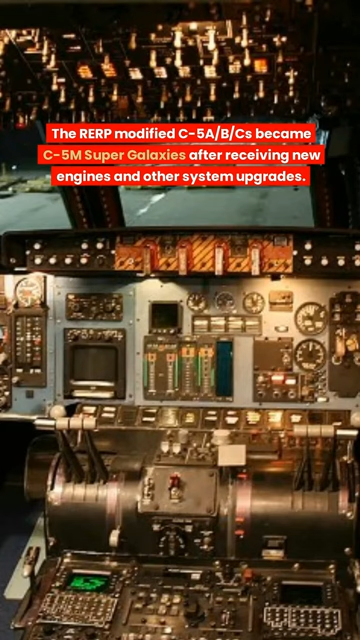 The RERP modified C-5A/B/Cs became
C-5M Super Galaxies after receiving new
engines and other system upgrades.